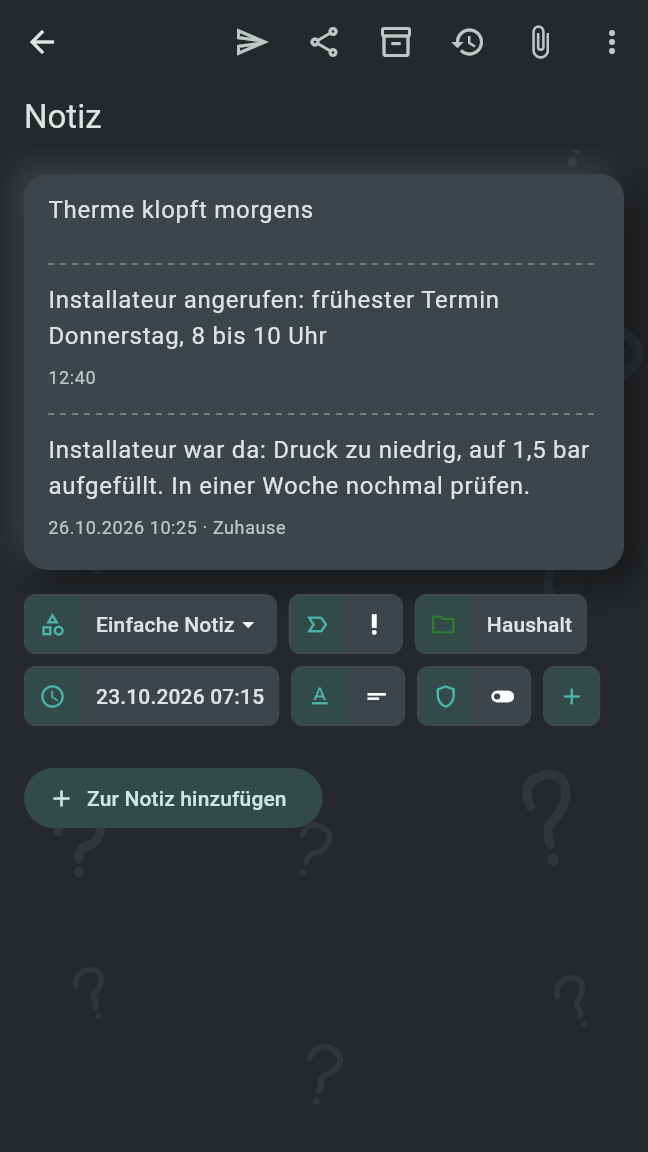 Notiz
Therme klopft morgens
Installateur angerufen: frühester Termin
Donnerstag, 8 bis 10 Uhr
12:40
Installateur war da: Druck zu niedrig, auf 1,5 bar
aufgefüllt. In einer Woche nochmal prüfen.
26.10.2026 10:25 · Zuhause
Einfache Notiz
Haushalt
23.10.2026 07:15
Zur Notiz hinzufügen